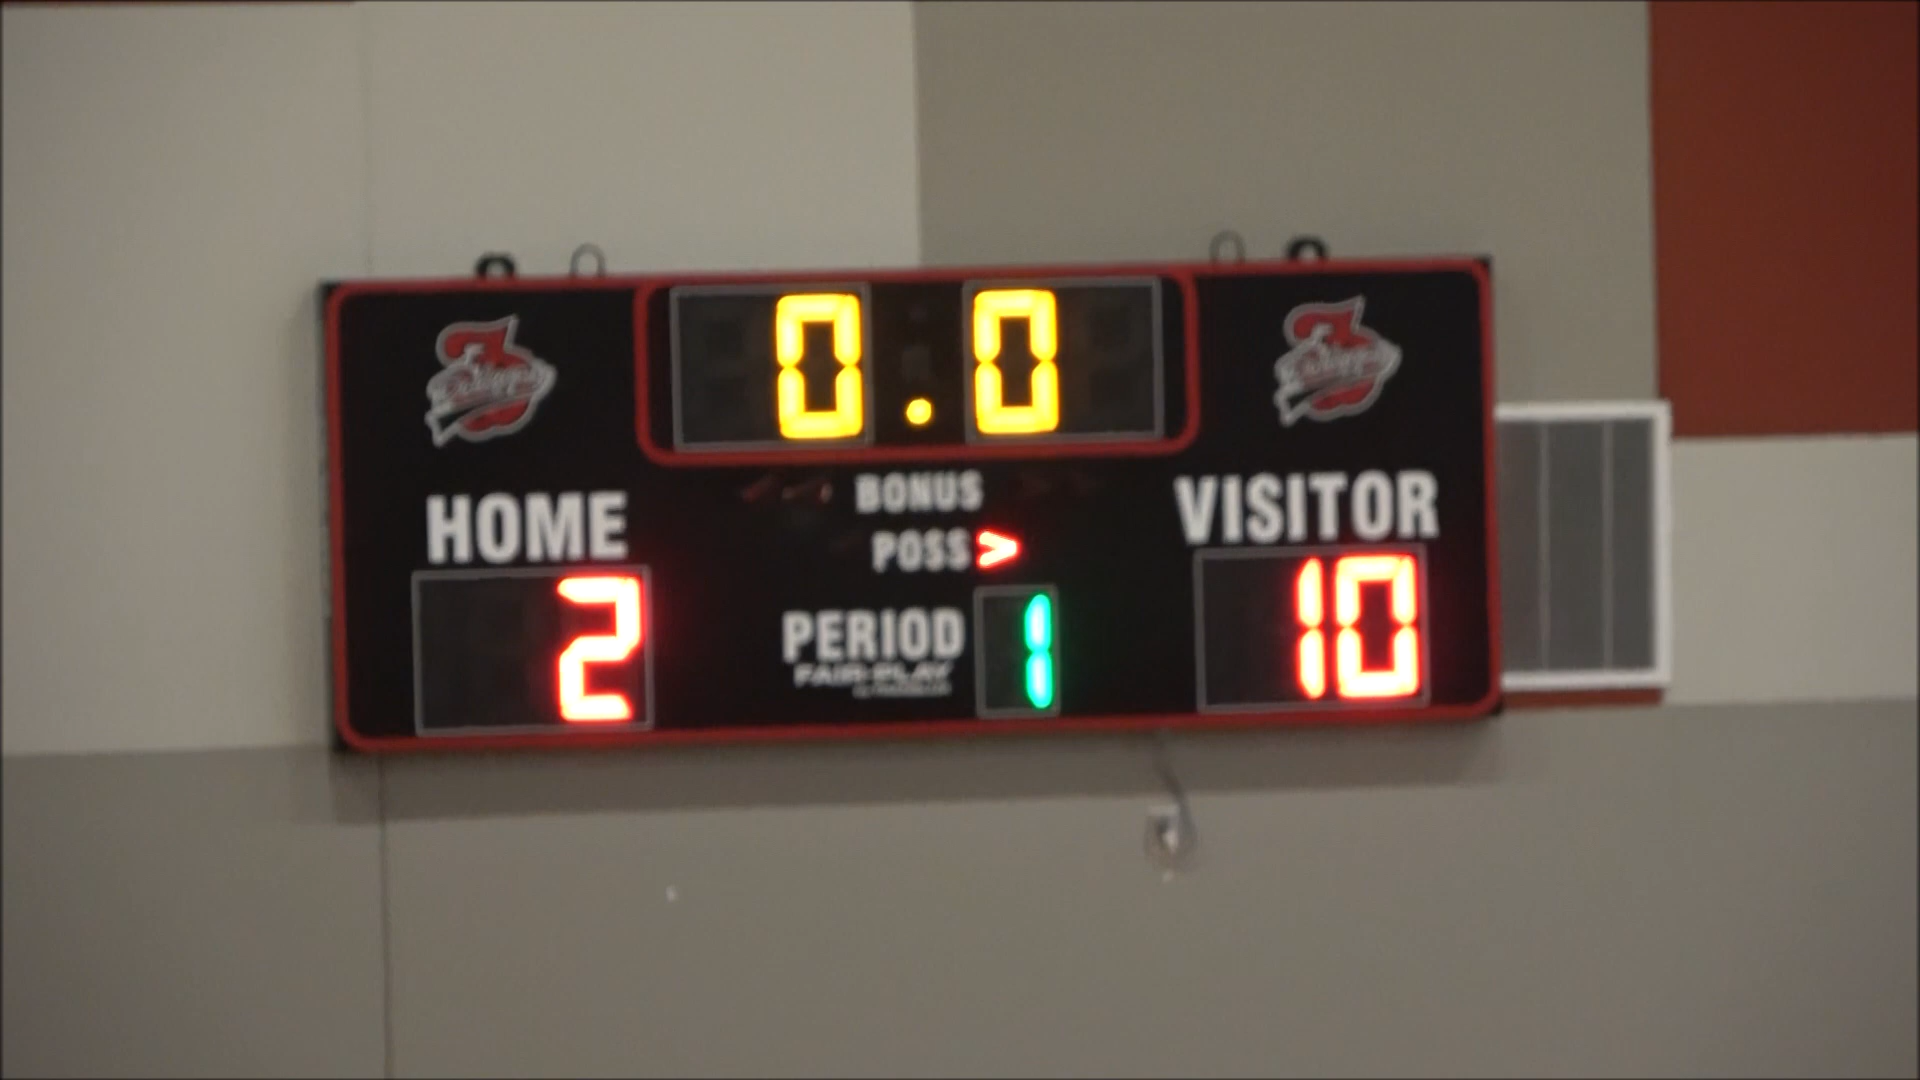 0.0
BONUS
HOME VISITOR
POSS >
2 PERIOD 1 10
FAIR-PLAY